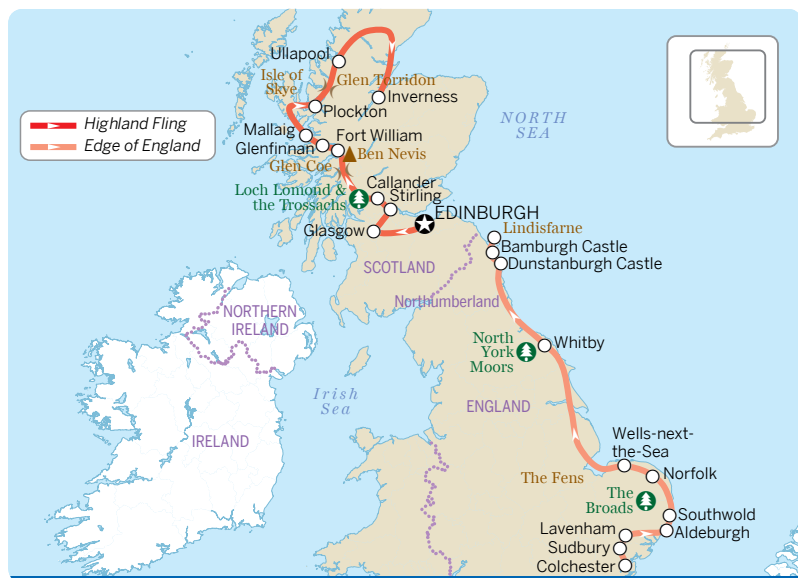 Ullapool
Isle of
Skye
Glen Torridon
Inverness
Plockton
NORTH
SEA
Highland Fling
Edge of England
Mallaig
Fort William
Glenfinnan
Ben Nevis
Glen Coe
Callander
Loch Lomond &
the Trossachs
Stirling
EDINBURGH
Glasgow
Lindisfarne
Bamburgh Castle
Dunstanburgh Castle
SCOTLAND
Northumberland
NORTHERN
IRELAND
North
York
Moors
Whitby
Irish
Sea
ENGLAND
IRELAND
Wells-next-
the-Sea
The Fens
Norfolk
The
Broads
Southwold
Lavenham
Aldeburgh
Sudbury
Colchester